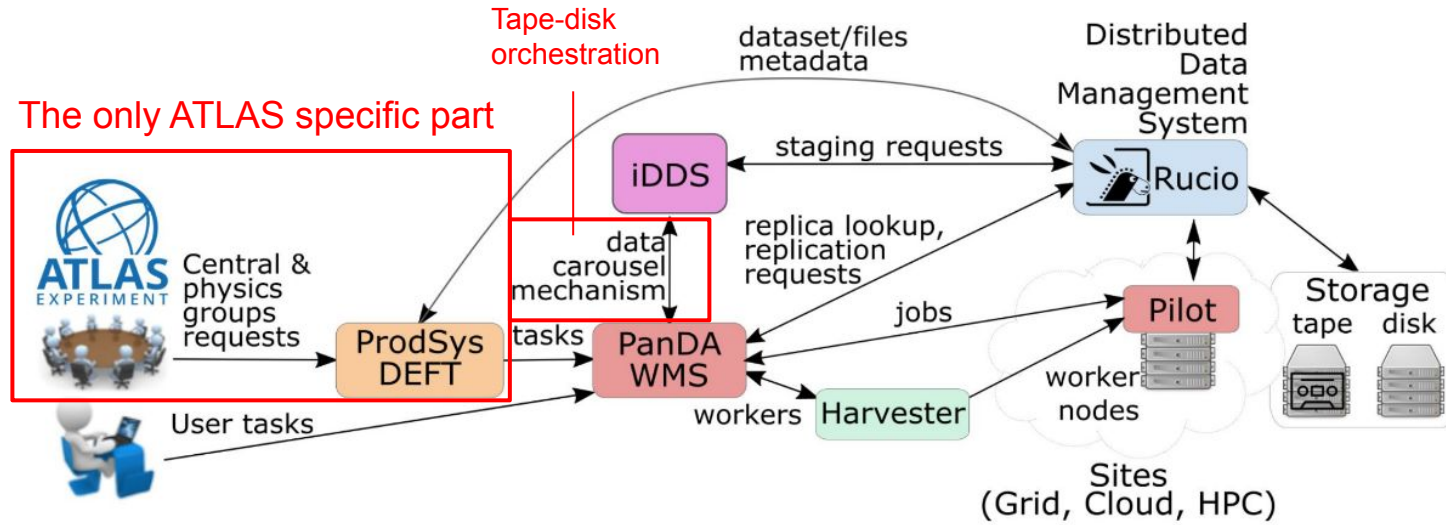 Tape-disk
orchestration
dataset/files
metadata
Distributed
Data
Management
System
The only ATLAS specific part
iDDS
staging requests
Rucio
ATLAS
EXPERIMENT
Central &
physics
groups
requests
data
carousel
mechanism
replica lookup,
replication
requests
ProdSys
DEFT
tasks
PanDA
WMS
jobs
Pilot
Storage
tape
disk
worker
nodes
workers
Harvester
User tasks
Sites
(Grid, Cloud, HPC)